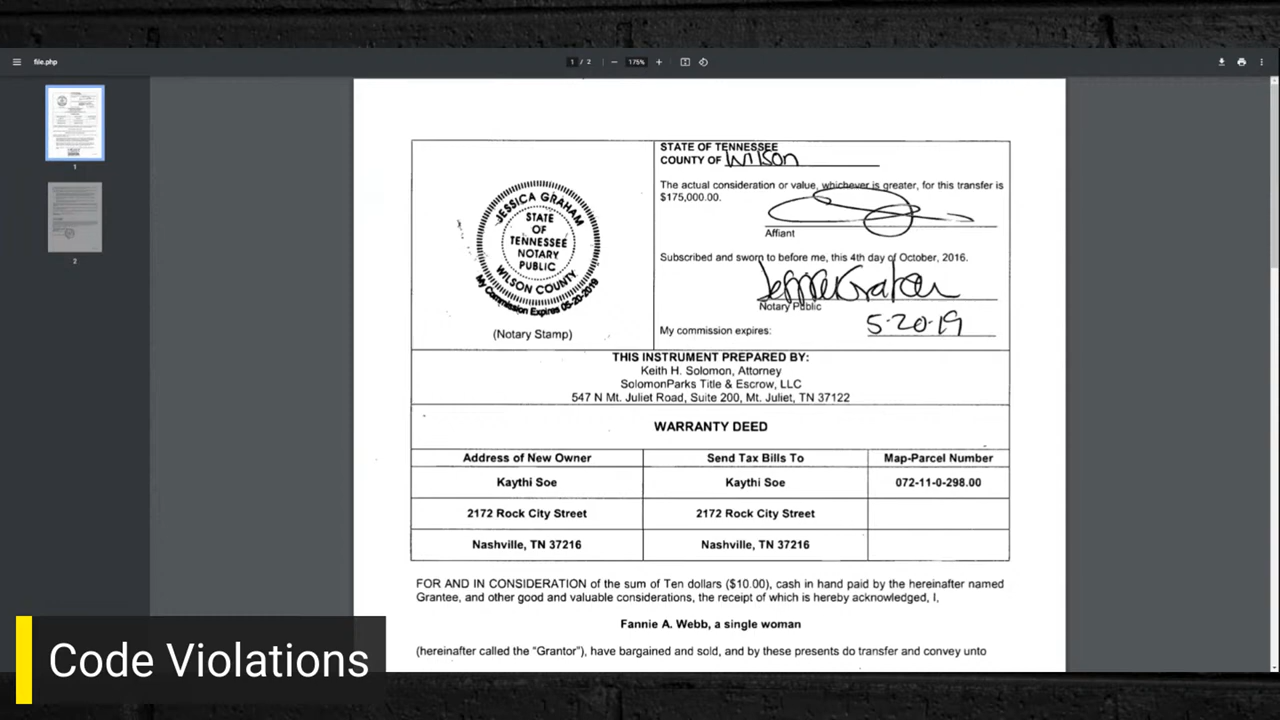 file.php
1 / 2
175%
1
2
STATE OF TENNESSEE
COUNTY OF Wilson
The actual consideration or value, whichever is greater, for this transfer is
$175,000.00.
Affiant
Subscribed and sworn to before me, this 4th day of October, 2016.
Notary Public
My commission expires: 5-20-19
JESSICA GRAHAM
STATE
OF
TENNESSEE
NOTARY
PUBLIC
WILSON COUNTY
My Commission Expires 05-20-2019
(Notary Stamp)
THIS INSTRUMENT PREPARED BY:
Keith H. Solomon, Attorney
SolomonParks Title & Escrow, LLC
547 N Mt. Juliet Road, Suite 200, Mt. Juliet, TN 37122
WARRANTY DEED
Address of New Owner Send Tax Bills To Map-Parcel Number
Kaythi Soe Kaythi Soe 072-11-0-298.00
2172 Rock City Street 2172 Rock City Street
Nashville, TN 37216 Nashville, TN 37216
FOR AND IN CONSIDERATION of the sum of Ten dollars ($10.00), cash in hand paid by the hereinafter named
Grantee, and other good and valuable considerations, the receipt of which is hereby acknowledged, I,
Fannie A. Webb, a single woman
(hereinafter called the "Grantor"), have bargained and sold, and by these presents do transfer and convey unto
Code Violations